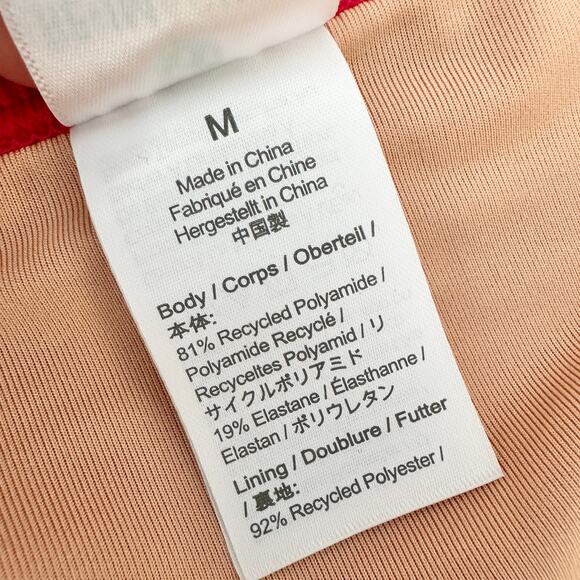 M
Made in China
Fabriqué en Chine
Hergestellt in China
中国製
Body / Corps / Oberteil /
本体:
81% Recycled Polyamide /
Polyamide Recyclé /
Recyceltes Polyamid / リ
サイクルポリアミド
19% Elastane / Élasthanne /
Elastan / ポリウレタン
Lining / Doublure / Futter
/ 裏地:
92% Recycled Polyester /